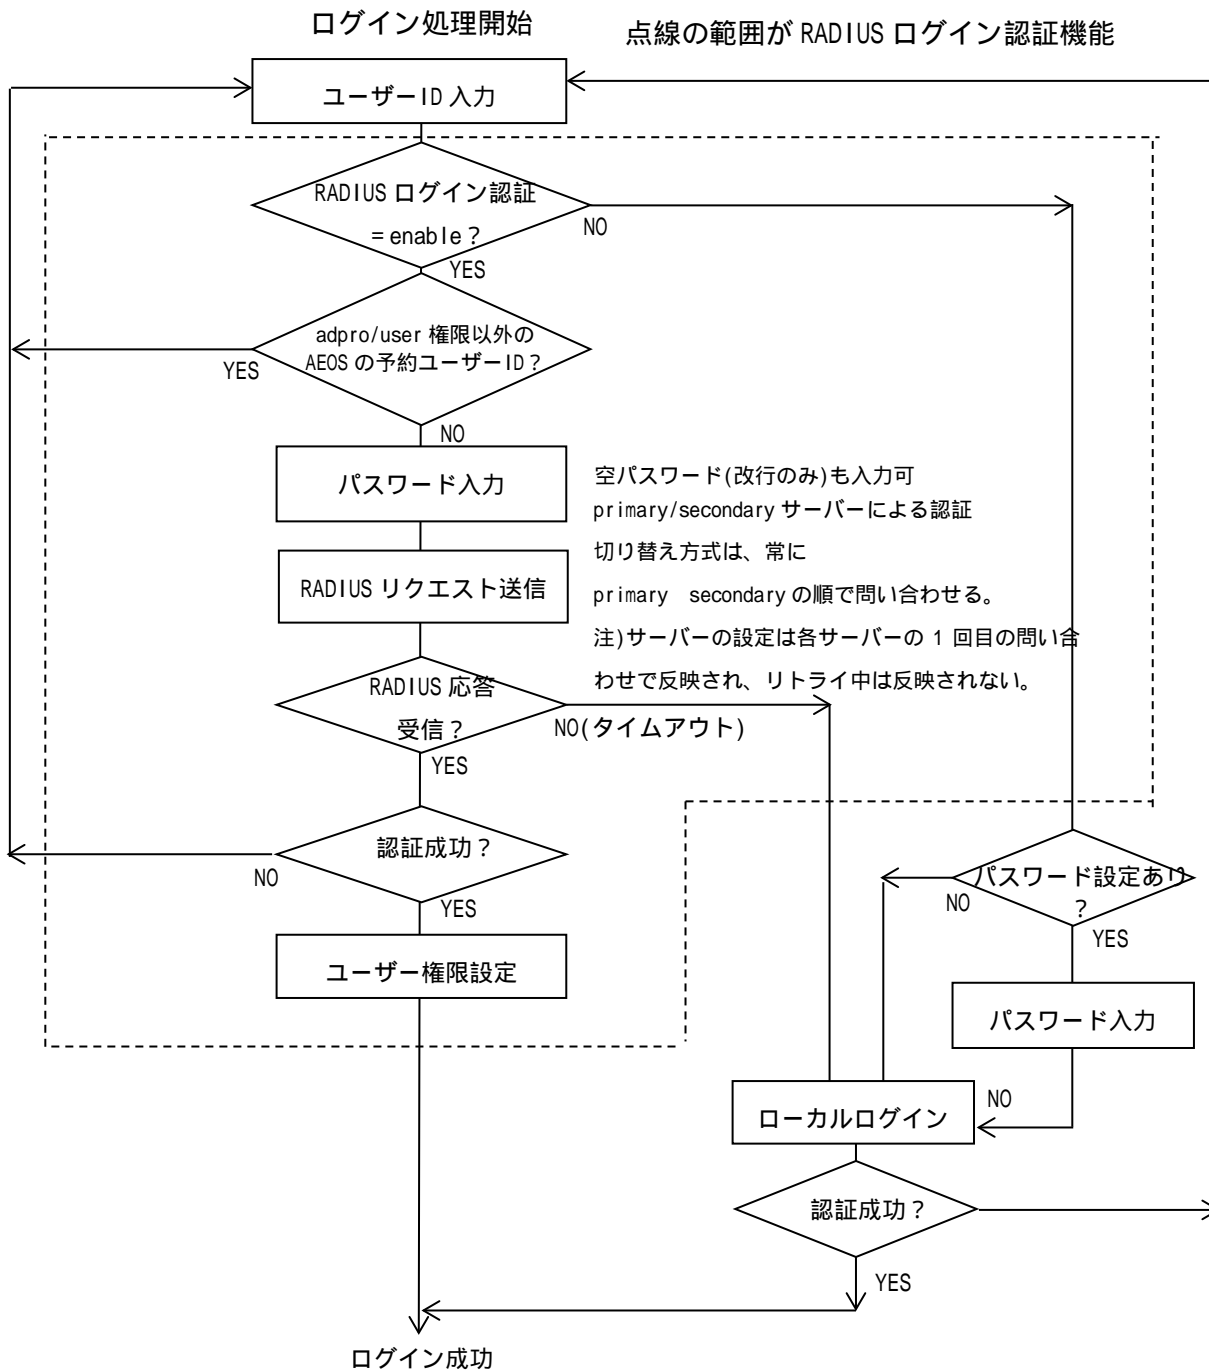 ログイン処理開始
点線の範囲が RADIUS ログイン認証機能
ユーザーID 入力
RADIUS ログイン認証
= enable?
NO
YES
adpro/user 権限以外の
AEOS の予約ユーザーID?
YES
NO
パスワード入力
空パスワード(改行のみ)も入力可
primary/secondary サーバーによる認証
切り替え方式は、常に
primary secondary の順で問い合わせる。
注)サーバーの設定は各サーバーの 1 回目の問い合
わせで反映され、リトライ中は反映されない。
RADIUS リクエスト送信
RADIUS 応答
受信?
NO(タイムアウト)
YES
認証成功?
NO
YES
ユーザー権限設定
パスワード設定あり
?
NO
YES
パスワード入力
ローカルログイン
NO
認証成功?
YES
ログイン成功